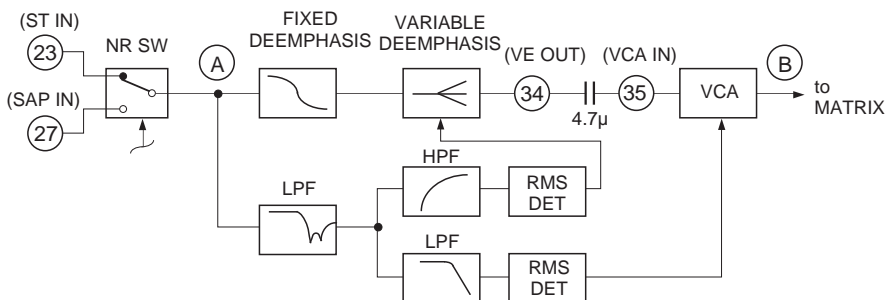 (ST IN)
23
NR SW
(SAP IN)
27
A
FIXED
DEEMPHASIS
VARIABLE
DEEMPHASIS
(VE OUT)
34
4.7μ
(VCA IN)
35
VCA
B
to
MATRIX
LPF
HPF
RMS
DET
LPF
RMS
DET